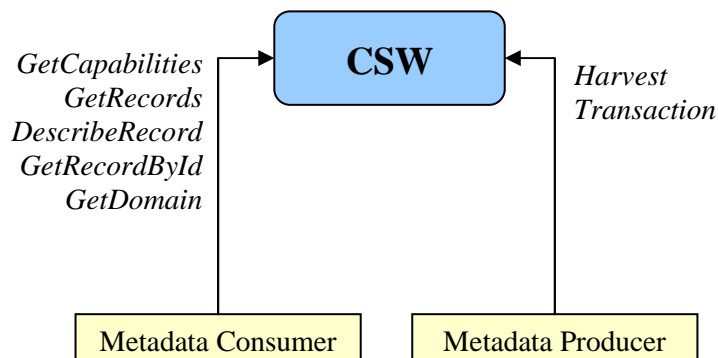 CSW
GetCapabilities
GetRecords
DescribeRecord
GetRecordById
GetDomain
Harvest
Transaction
Metadata Consumer
Metadata Producer